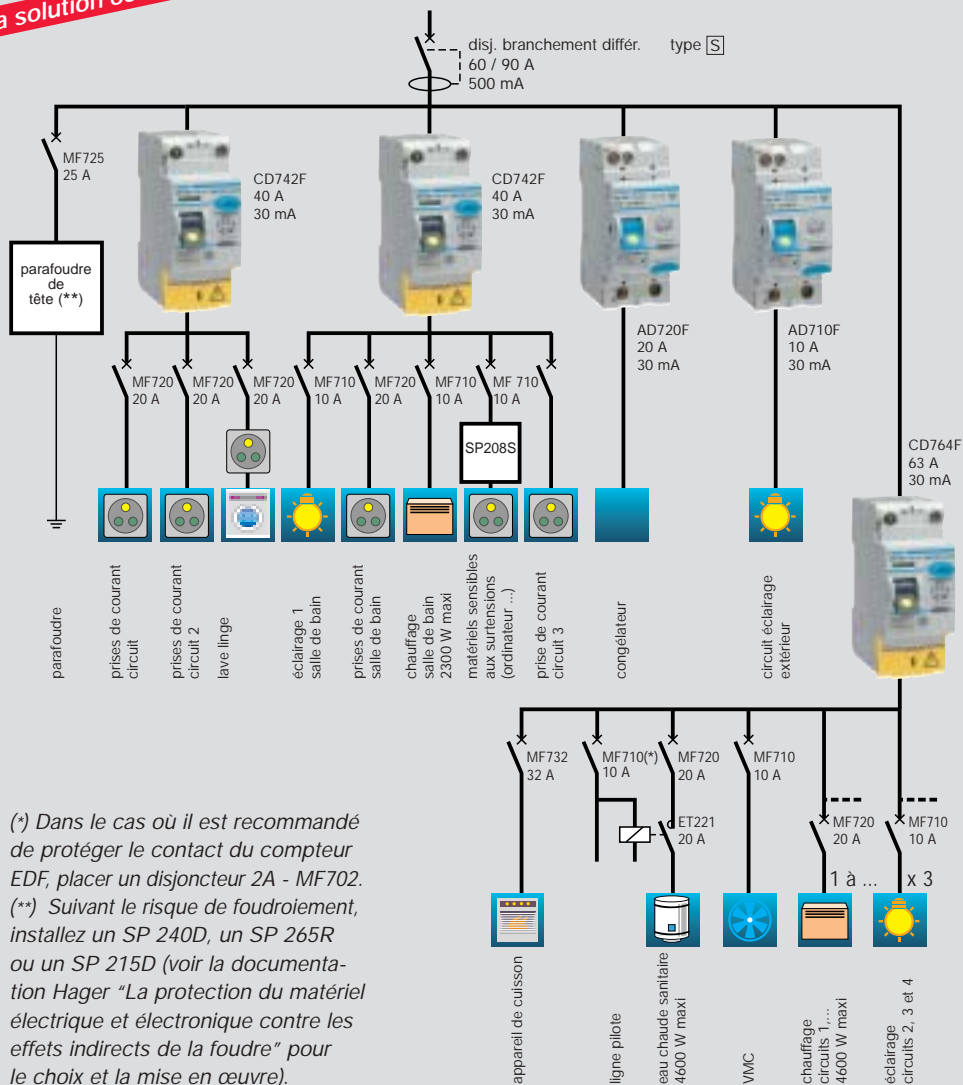 a solution
disj. branchement différ. type S
60 / 90 A
500 mA
MF725
25 A
CD742F
40 A
30 mA
CD742F
40 A
30 mA
parafoudre
de
tête (**)
AD720F
20 A
30 mA
AD710F
10 A
30 mA
MF720
20 A
MF720
20 A
MF720
20 A
MF710
10 A
MF720
20 A
MF710
10 A
MF 710
10 A
SP208S
CD764F
63 A
30 mA
parafoudre
prises de courant
circuit
prises de courant
circuit 2
lave linge
éclairage 1
salle de bain
prises de courant
salle de bain
chauffage
salle de bain
2300 W maxi
matériels sensibles
aux surtensions
(ordinateur ...)
prise de courant
circuit 3
congélateur
circuit éclairage
extérieur
MF732
32 A
MF710(*)
10 A
MF720
20 A
MF710
10 A
ET221
20 A
MF720
20 A
MF710
10 A
1 à ... x 3
appareil de cuisson
ligne pilote
eau chaude sanitaire
4600 W maxi
VMC
chauffage
circuits 1,...
4600 W maxi
éclairage
circuits 2, 3 et 4
(*) Dans le cas où il est recommandé
de protéger le contact du compteur
EDF, placer un disjoncteur 2A - MF702.
(**) Suivant le risque de foudroiement,
installez un SP 240D, un SP 265R
ou un SP 215D (voir la documenta-
tion Hager “La protection du matériel
électrique et électronique contre les
effets indirects de la foudre” pour
le choix et la mise en œuvre).